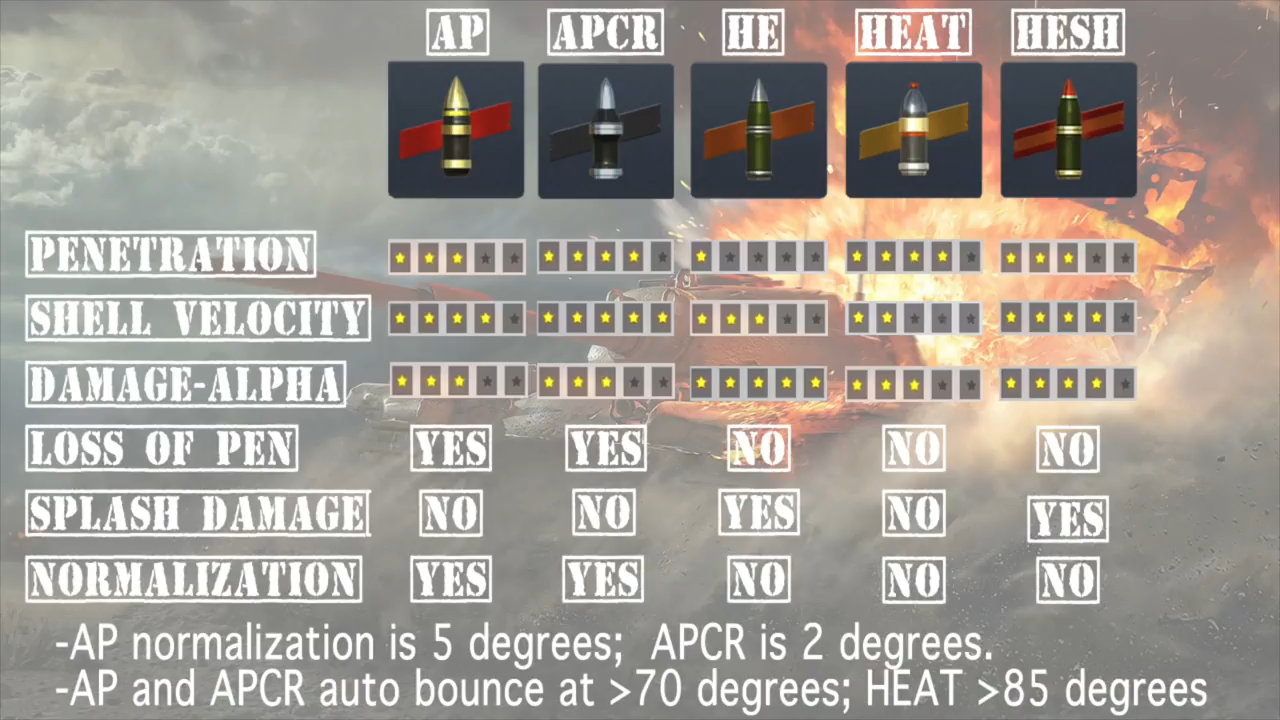 AP APCR HE HEAT HESH
PENETRATION
SHELL VELOCITY
DAMAGE-ALPHA
LOSS OF PEN YES YES NO NO NO
SPLASH DAMAGE NO NO YES NO YES
NORMALIZATION YES YES NO NO NO
-AP normalization is 5 degrees; APCR is 2 degrees.
-AP and APCR auto bounce at >70 degrees; HEAT >85 degrees